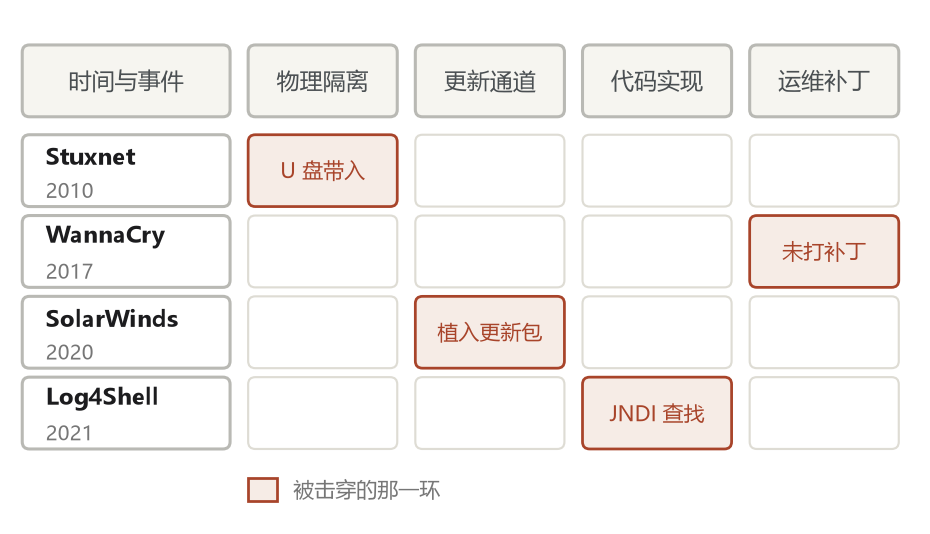 时间与事件
物理隔离
更新通道
代码实现
运维补丁
Stuxnet
2010
U 盘带入
WannaCry
2017
未打补丁
SolarWinds
2020
植入更新包
Log4Shell
2021
JNDI 查找
被击穿的那一环